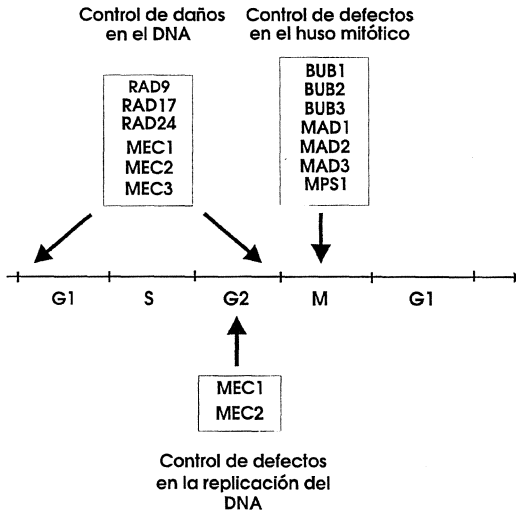 Control de daños
en el DNA
Control de defectos
en el huso mitótico
RAD9
RAD17
RAD24
MEC1
MEC2
MEC3
BUB1
BUB2
BUB3
MAD1
MAD2
MAD3
MPS1
G1 S G2 M G1
MEC1
MEC2
Control de defectos
en la replicación del
DNA